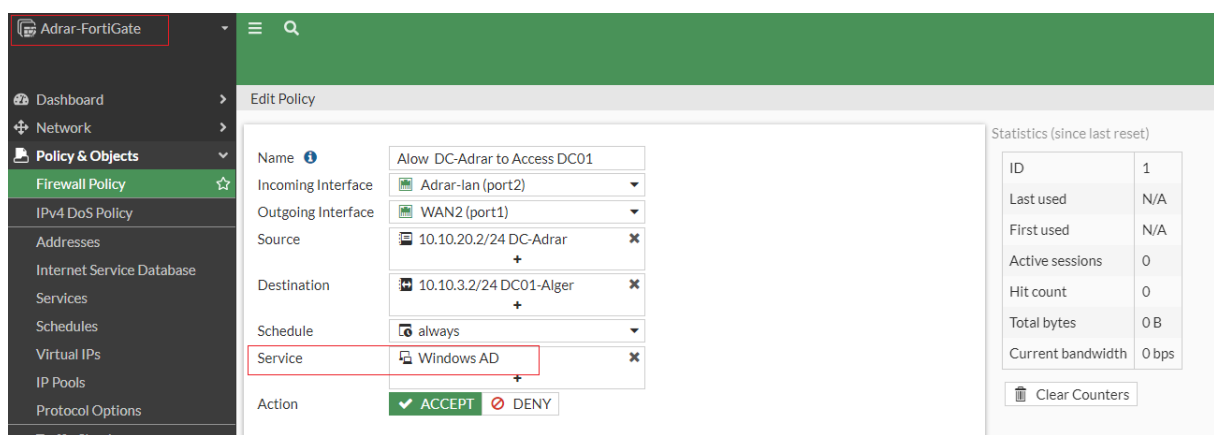 Adrar-FortiGate
Dashboard
Network
Policy & Objects
Firewall Policy
IPv4 DoS Policy
Addresses
Internet Service Database
Services
Schedules
Virtual IPs
IP Pools
Protocol Options
Edit Policy
Name Alow DC-Adrar to Access DC01
Incoming Interface Adrar-lan (port2)
Outgoing Interface WAN2 (port1)
Source 10.10.20.2/24 DC-Adrar
+
Destination 10.10.3.2/24 DC01-Alger
+
Schedule always
Service Windows AD
+
Action ACCEPT DENY
Statistics (since last reset)
ID 1
Last used N/A
First used N/A
Active sessions 0
Hit count 0
Total bytes 0 B
Current bandwidth 0 bps
Clear Counters